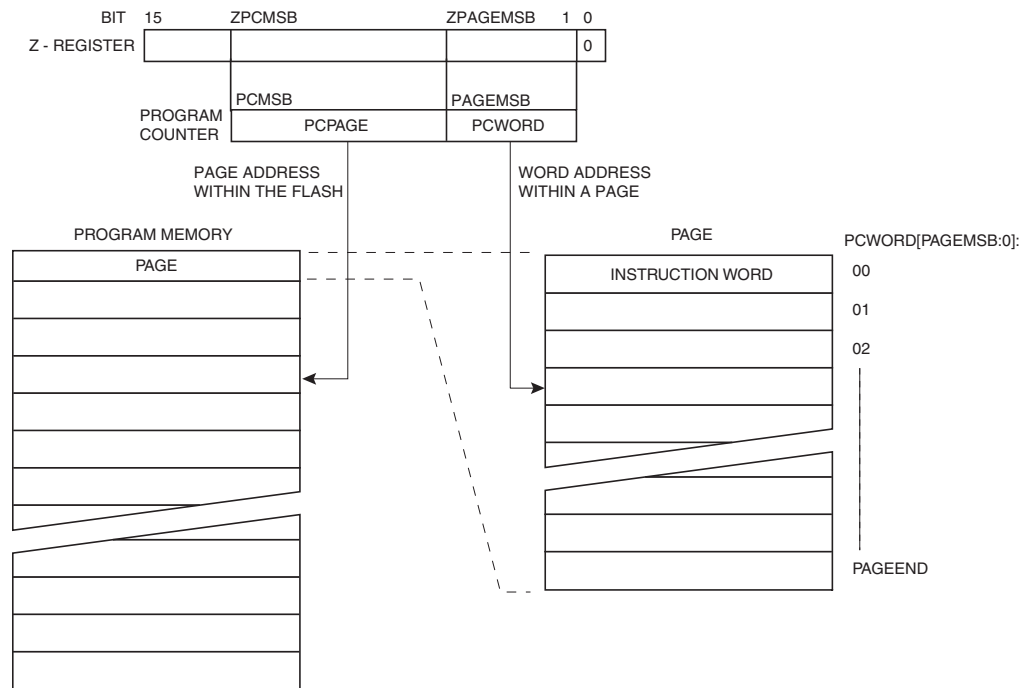 BIT 15 ZPCMSB ZPAGEMSB 1 0
Z - REGISTER 0
PCMSB PAGEMSB
PROGRAM
COUNTER
PCPAGE PCWORD
PAGE ADDRESS
WITHIN THE FLASH
WORD ADDRESS
WITHIN A PAGE
PROGRAM MEMORY
PAGE
PAGE
INSTRUCTION WORD
PCWORD[PAGEMSB:0]:
00
01
02
PAGEEND